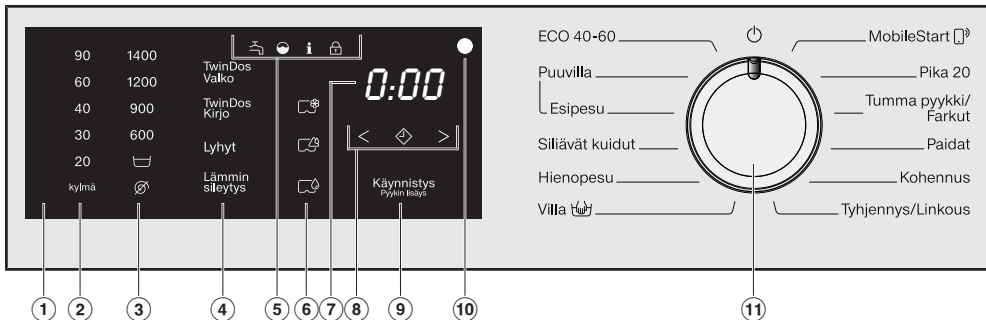 90
60
40
30
20
kylmä
1400
1200
900
600
TwinDos
Valko
TwinDos
Kirjo
Lyhyt
Lämmin
sileytys
0:00
< >
Käynnistys
Pyykin lisäys
ECO 40-60
Puuvilla
Esipesu
Siliävät kuidut
Hienopesu
Villa
MobileStart
Pika 20
Tumma pyykki/
Farkut
Paidat
Kohennus
Tyhjennys/Linkous
1 2 3 4 5 6 7 8 9 10 11